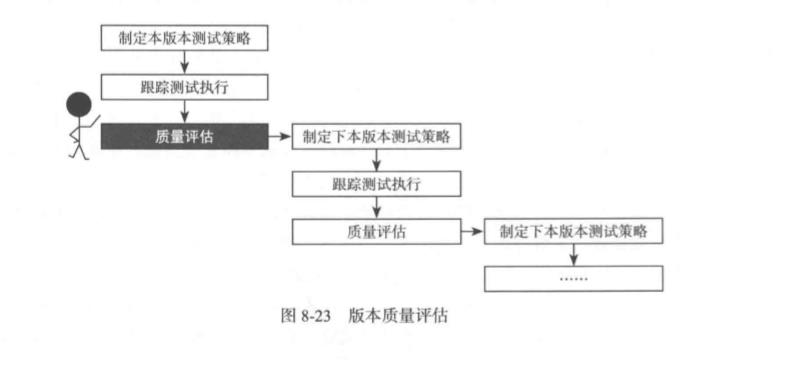 制定本版本测试策略
跟踪测试执行
质量评估
制定下本版本测试策略
跟踪测试执行
质量评估
制定下本版本测试策略
……
图 8-23 版本质量评估